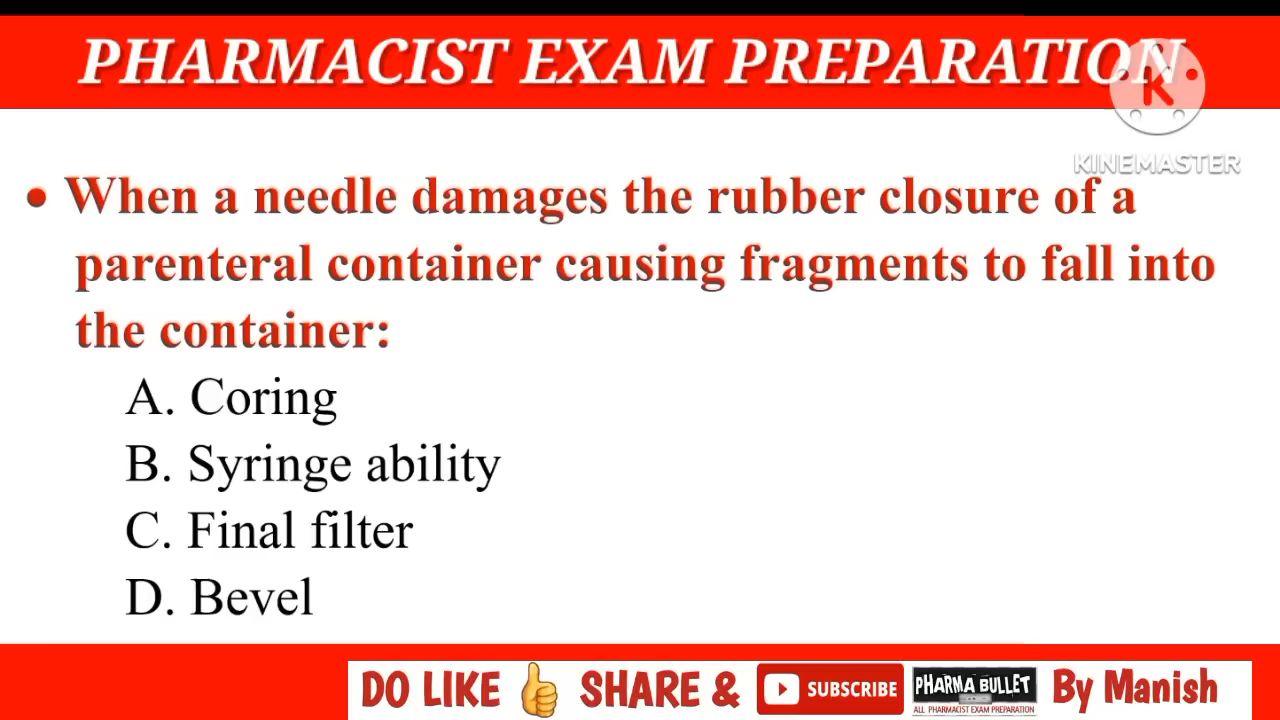 PHARMACIST EXAM PREPARATION
K
KINEMASTER
• When a needle damages the rubber closure of a
parenteral container causing fragments to fall into
the container:
A. Coring
B. Syringe ability
C. Final filter
D. Bevel
DO LIKE 👍 SHARE & SUBSCRIBE PHARMA BULLET By Manish
ALL PHARMACIST EXAM PREPARATION